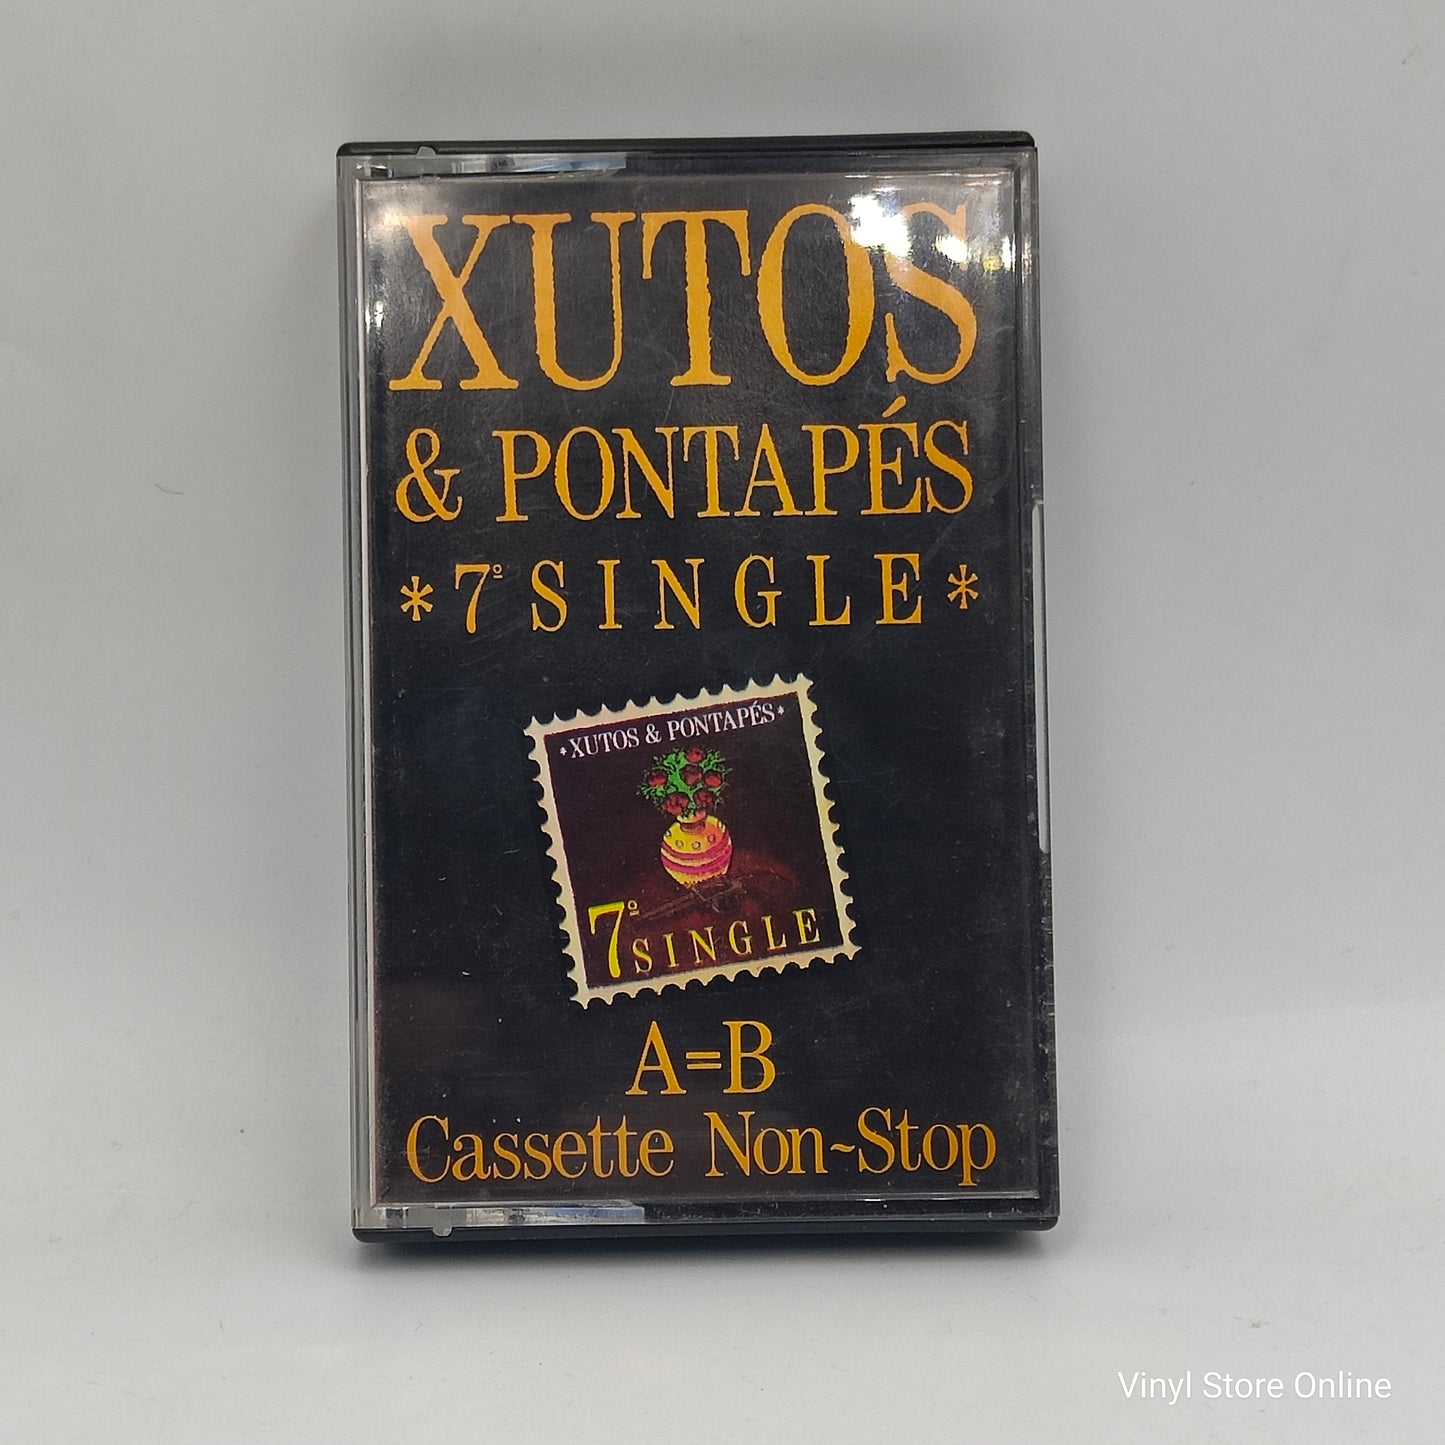 XUTOS
& PONTAPÉS
*7º SINGLE*
*XUTOS & PONTAPÉS*
7º SINGLE
A=B
Cassette Non~Stop
Vinyl Store Online